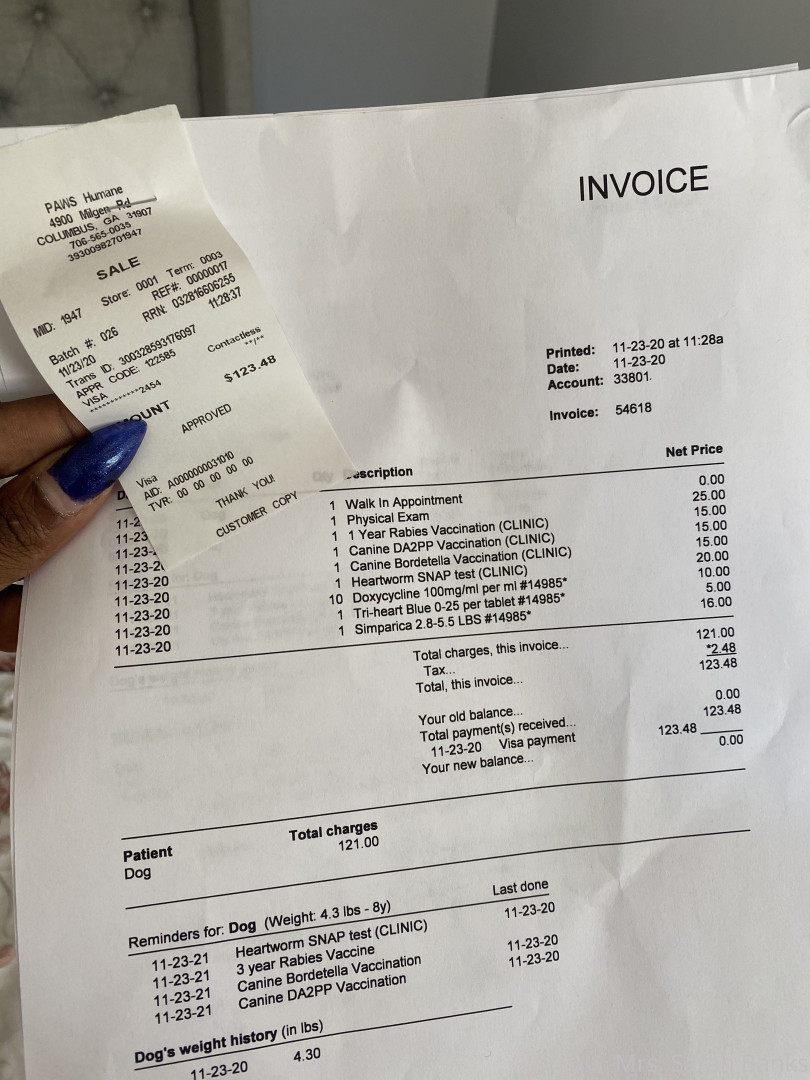 PAWS Humane
4900 Milgen Rd
COLUMBUS, GA 31907
706-565-0035
39300982701947
SALE
MID: 1947 Store: 0001 Term: 0003
REF#: 00000017
Batch #: 026 RRN: 032816606255
11/23/20 11:28:37
Trans ID: 300328593176097
APPR CODE: 122585
VISA Contactless
************2454 **/**
$123.48
APPROVED
Visa
AID: A0000000031010
TVR: 00 00 00 00 00
THANK YOU!
CUSTOMER COPY
INVOICE
Printed: 11-23-20 at 11:28a
Date: 11-23-20
Account: 33801
Invoice: 54618
Qty Description Net Price
1 Walk In Appointment 0.00
1 Physical Exam 25.00
1 1 Year Rabies Vaccination (CLINIC) 15.00
1 Canine DA2PP Vaccination (CLINIC) 15.00
11-23-20 1 Canine Bordetella Vaccination (CLINIC) 15.00
11-23-20 1 Heartworm SNAP test (CLINIC) 20.00
11-23-20 10 Doxycycline 100mg/ml per ml #14985* 10.00
11-23-20 1 Tri-heart Blue 0-25 per tablet #14985* 5.00
11-23-20 1 Simparica 2.8-5.5 LBS #14985* 16.00
Total charges, this invoice... 121.00
Tax... *2.48
Total, this invoice... 123.48
Your old balance... 0.00
Total payment(s) received... 123.48
11-23-20 Visa payment 123.48
Your new balance... 0.00
Patient Total charges
Dog 121.00
Reminders for: Dog (Weight: 4.3 lbs - 8y) Last done
11-23-21 Heartworm SNAP test (CLINIC) 11-23-20
11-23-21 3 year Rabies Vaccine
11-23-21 Canine Bordetella Vaccination 11-23-20
11-23-21 Canine DA2PP Vaccination 11-23-20
Dog's weight history (in lbs)
11-23-20 4.30